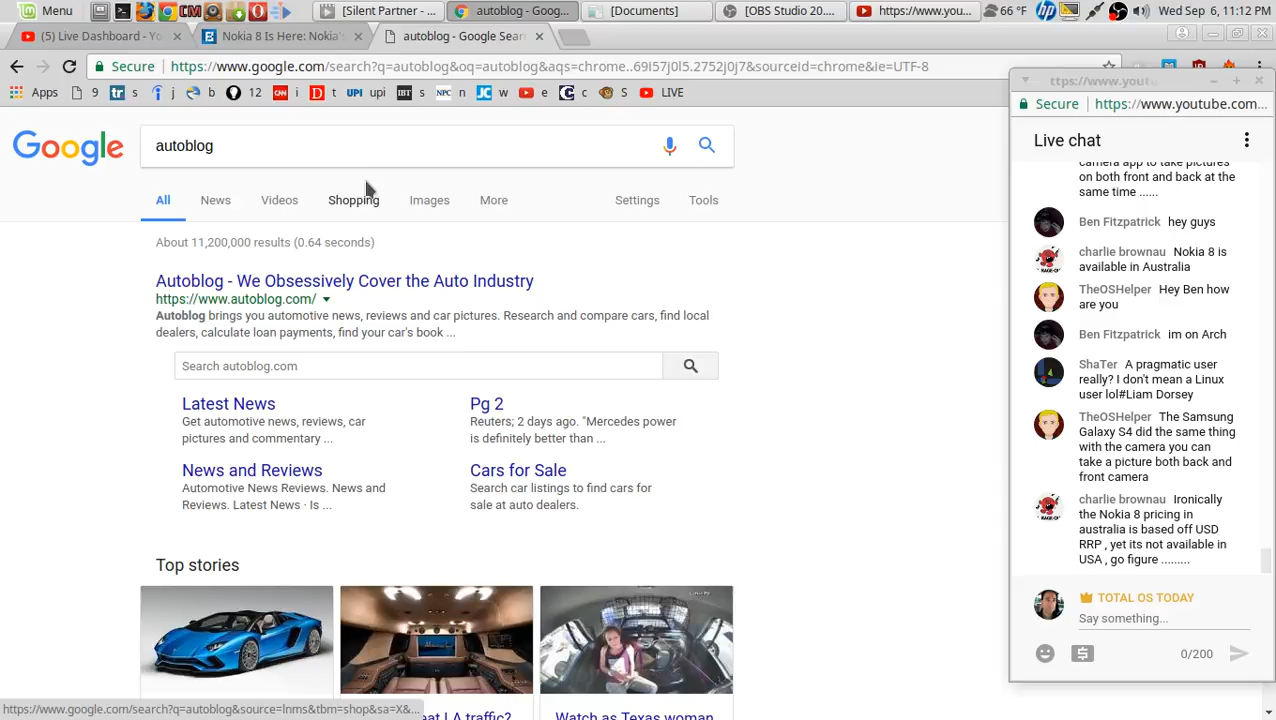 Menu
[Silent Partner - ...
autoblog - Goog...
[Documents]
[OBS Studio 20....
https://www.you...
66 °F
Wed Sep 6, 11:12 PM
(5) Live Dashboard - Yo
Nokia 8 Is Here: Nokia's
autoblog - Google Sear
Secure
https://www.google.com/search?q=autoblog&oq=autoblog&aqs=chrome..69i57j0l5.2752j0j7&sourceid=chrome&ie=UTF-8
Apps 9 s i j b 12 i s UPI upi s n w e c S LIVE
ttps://www.yout
Secure https://www.youtube.com...
Google
autoblog
All News Videos Shopping Images More Settings Tools
About 11,200,000 results (0.64 seconds)
Autoblog - We Obsessively Cover the Auto Industry
https://www.autoblog.com/
Autoblog brings you automotive news, reviews and car pictures. Research and compare cars, find local
dealers, calculate loan payments, find your car's book ...
Search autoblog.com
Latest News
Get automotive news, reviews, car
pictures and commentary ...
Pg 2
Reuters; 2 days ago. "Mercedes power
is definitely better than ...
News and Reviews
Automotive News Reviews. News and
Reviews. Latest News · Is ...
Cars for Sale
Search car listings to find cars for
sale at auto dealers.
Top stories
eat LA traffic?
Watch as Texas woman
https://www.google.com/search?q=autoblog&source=lnms&tbm=shop&sa=X&...
Live chat
camera app to take pictures
on both front and back at the
same time ......
Ben Fitzpatrick hey guys
charlie brownau Nokia 8 is
available in Australia
TheOSHelper Hey Ben how
are you
Ben Fitzpatrick im on Arch
ShaTer A pragmatic user
really? I don't mean a Linux
user lol#Liam Dorsey
TheOSHelper The Samsung
Galaxy S4 did the same thing
with the camera you can
take a picture both back and
front camera
charlie brownau Ironically
the Nokia 8 pricing in
australia is based off USD
RRP , yet its not available in
USA , go figure .........
TOTAL OS TODAY
Say something...
0/200